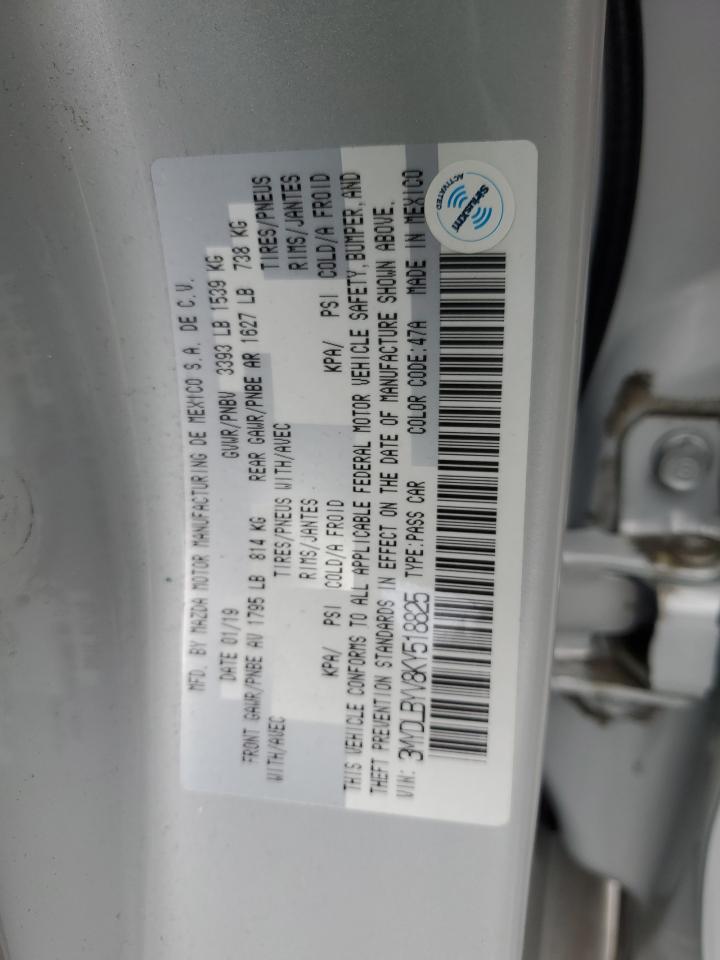 MFD. BY MAZDA MOTOR MANUFACTURING DE MEXICO S.A. DE C.V.
DATE 01/19 GVWR/PNBV 3393 LB 1539 KG
FRONT GAWR/PNBE AV 1795 LB 814 KG REAR GAWR/PNBE AR 1627 LB 738 KG
WITH/AVEC TIRES/PNEUS WITH/AVEC TIRES/PNEUS
RIMS/JANTES RIMS/JANTES
KPA/ PSI COLD/A FROID KPA/ PSI COLD/A FROID
THIS VEHICLE CONFORMS TO ALL APPLICABLE FEDERAL MOTOR VEHICLE SAFETY, BUMPER, AND
THEFT PREVENTION STANDARDS IN EFFECT ON THE DATE OF MANUFACTURE SHOWN ABOVE.
VIN: 3MYDLBYV8KY518825 TYPE:PASS CAR COLOR CODE:47A MADE IN MEXICO
SiriusXM
ACTIVATED